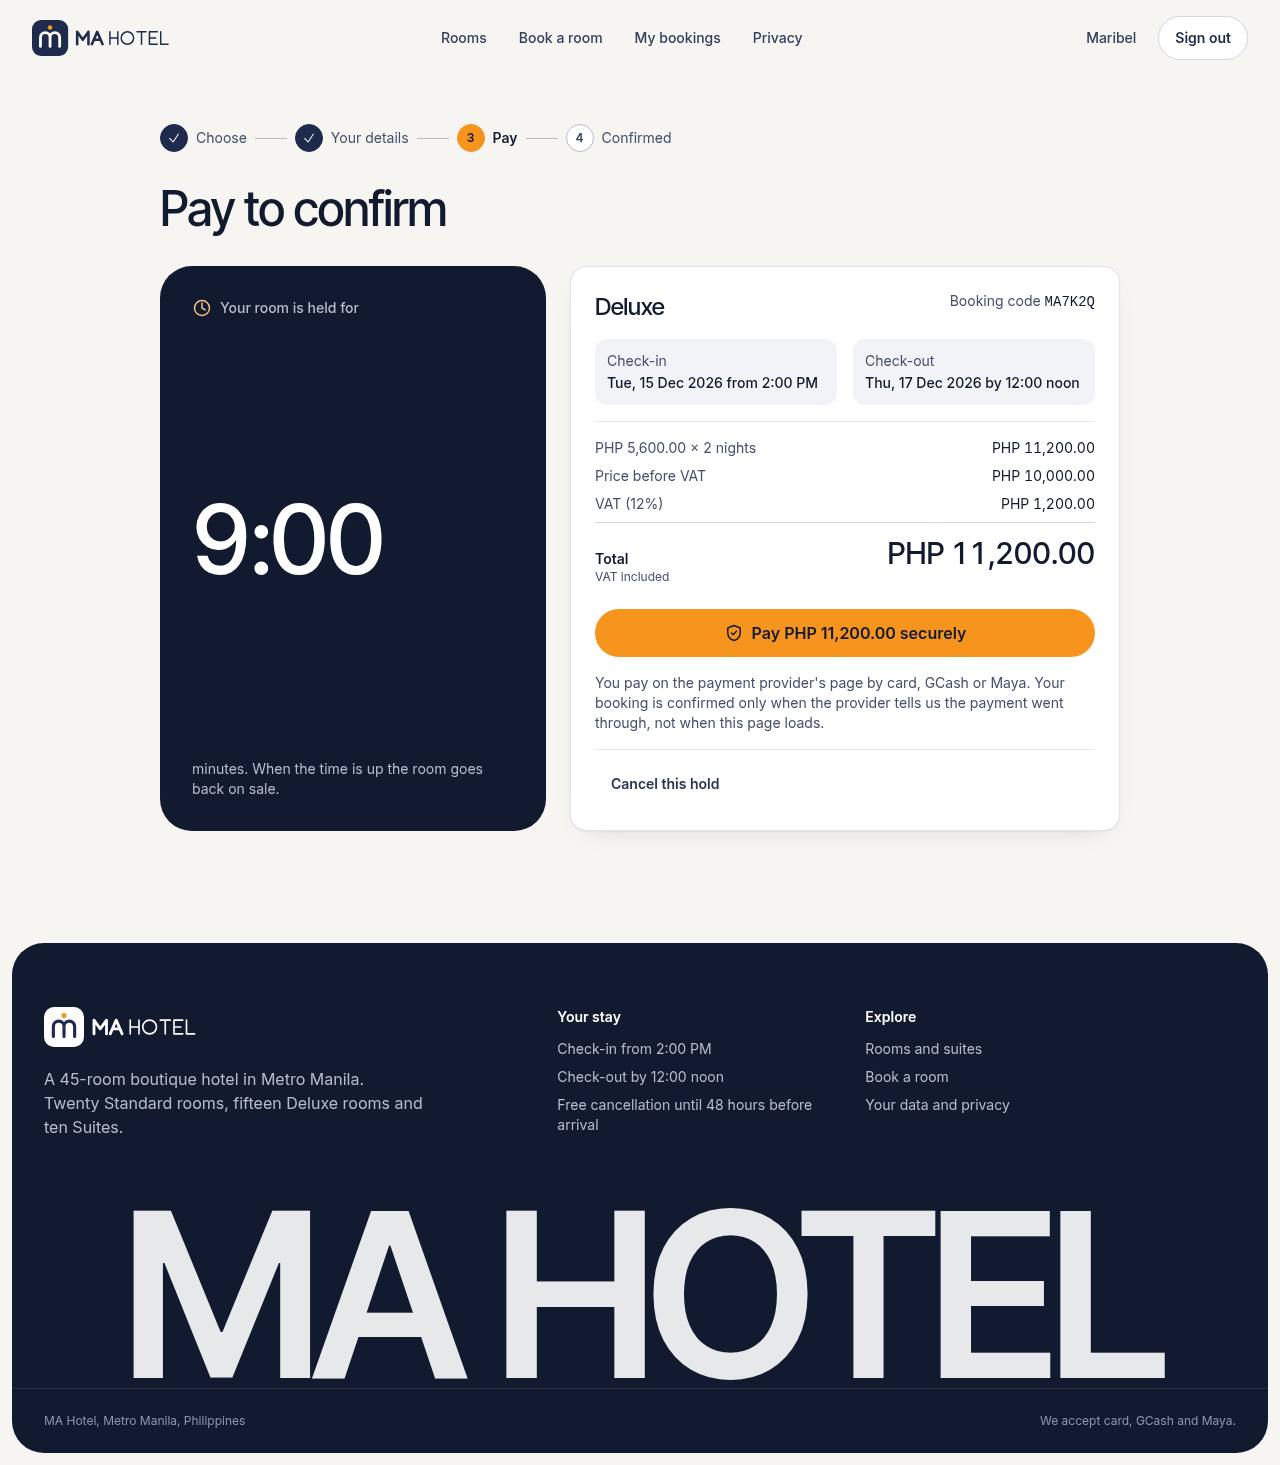 MA HOTEL
Rooms
Book a room
My bookings
Privacy
Maribel
Sign out
Choose
Your details
3 Pay
4 Confirmed
Pay to confirm
Your room is held for
9:00
minutes. When the time is up the room goes
back on sale.
Deluxe
Booking code MA7K2Q
Check-in
Tue, 15 Dec 2026 from 2:00 PM
Check-out
Thu, 17 Dec 2026 by 12:00 noon
PHP 5,600.00 × 2 nights PHP 11,200.00
Price before VAT PHP 10,000.00
VAT (12%) PHP 1,200.00
Total PHP 11,200.00
VAT included
Pay PHP 11,200.00 securely
You pay on the payment provider's page by card, GCash or Maya. Your
booking is confirmed only when the provider tells us the payment went
through, not when this page loads.
Cancel this hold
MA HOTEL
A 45-room boutique hotel in Metro Manila.
Twenty Standard rooms, fifteen Deluxe rooms and
ten Suites.
Your stay
Check-in from 2:00 PM
Check-out by 12:00 noon
Free cancellation until 48 hours before
arrival
Explore
Rooms and suites
Book a room
Your data and privacy
MA HOTEL
MA Hotel, Metro Manila, Philippines
We accept card, GCash and Maya.